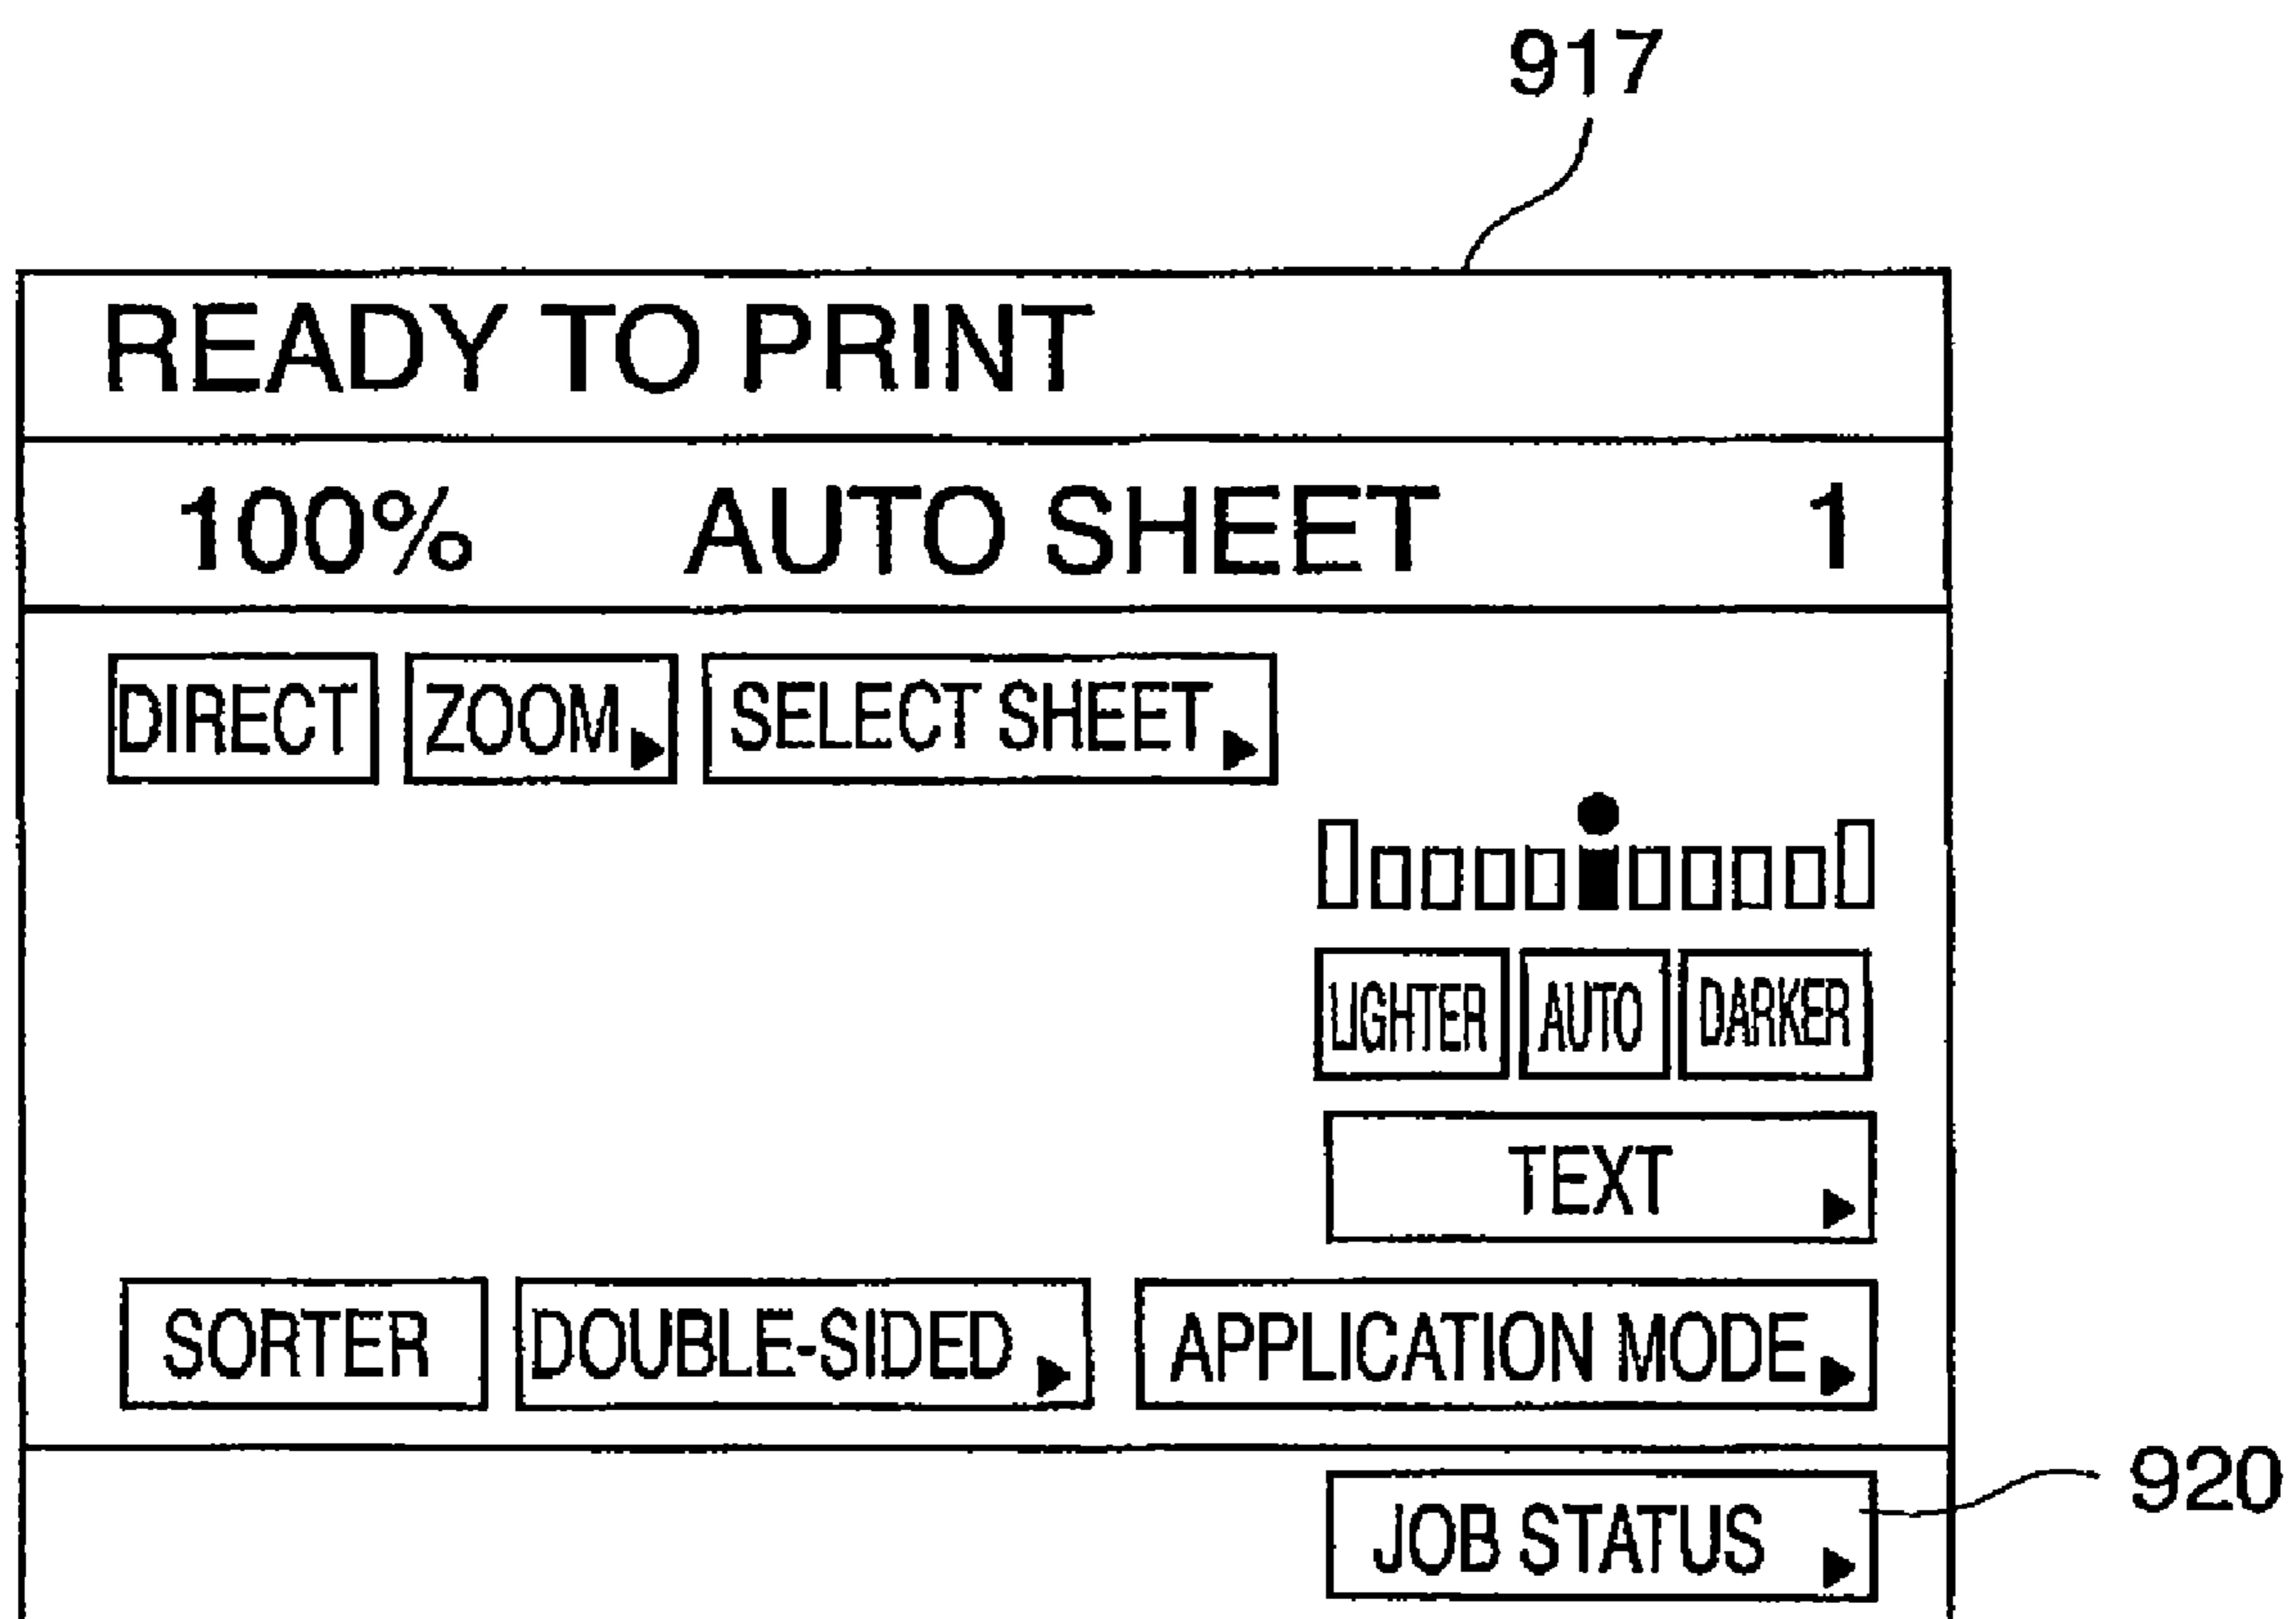 917
READY TO PRINT
100% AUTO SHEET 1
DIRECT ZOOM SELECT SHEET
LIGHTER AUTO DARKER
TEXT
SORTER DOUBLE-SIDED APPLICATION MODE
JOB STATUS 920